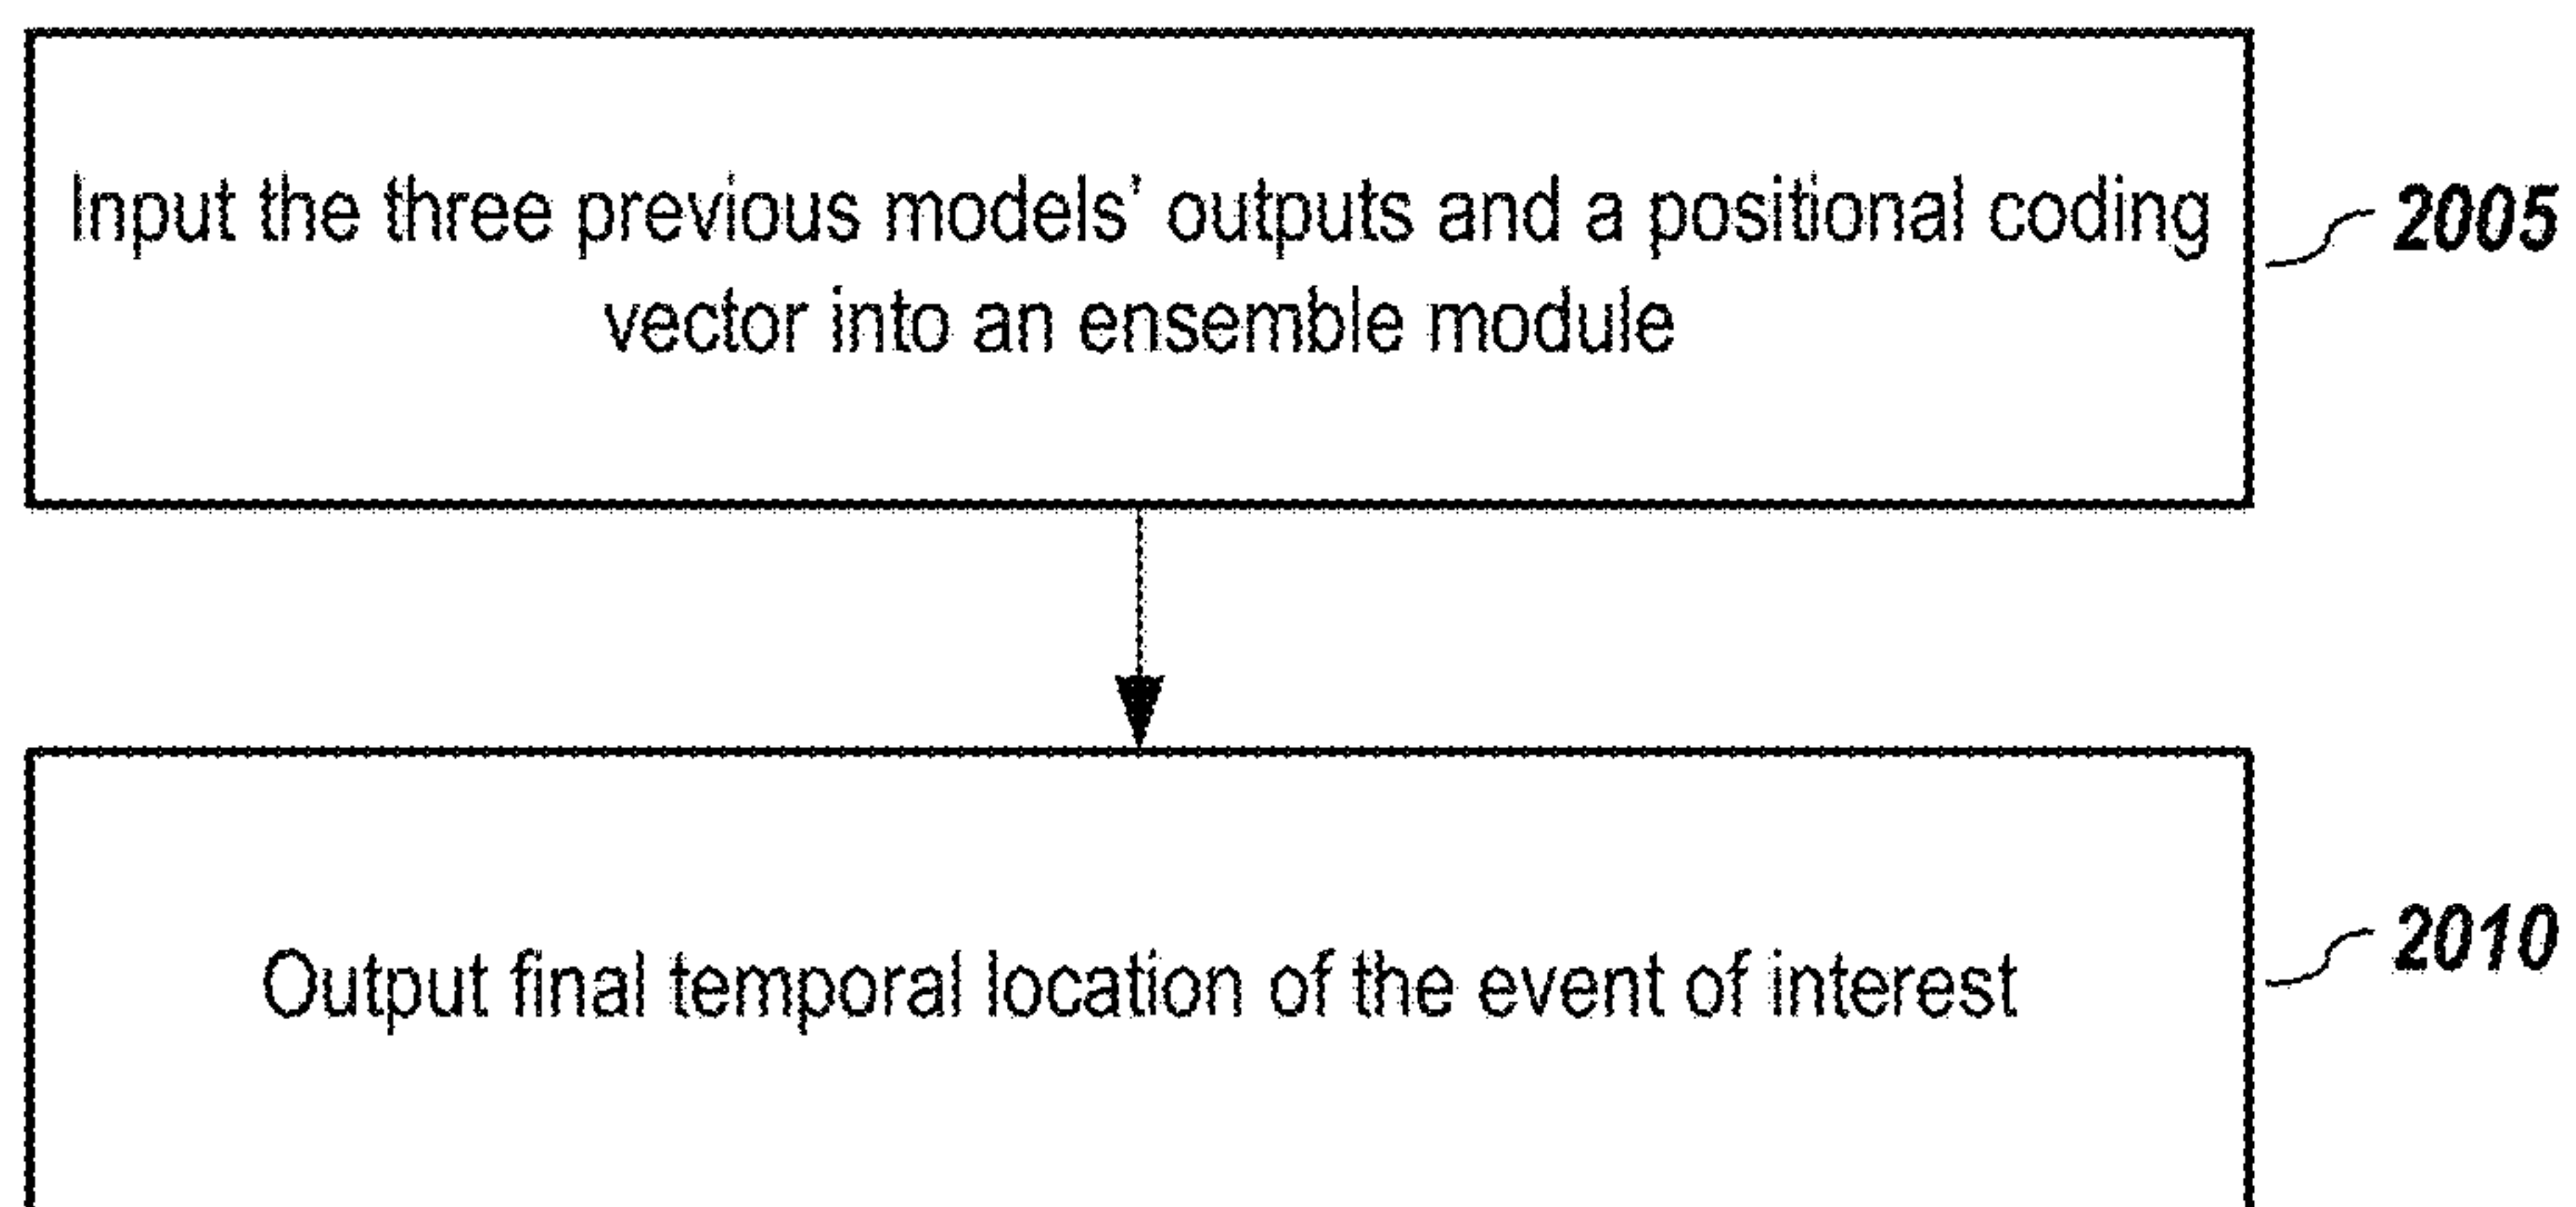 Input the three previous models' outputs and a positional coding
vector into an ensemble module
2005
Output final temporal location of the event of interest
2010